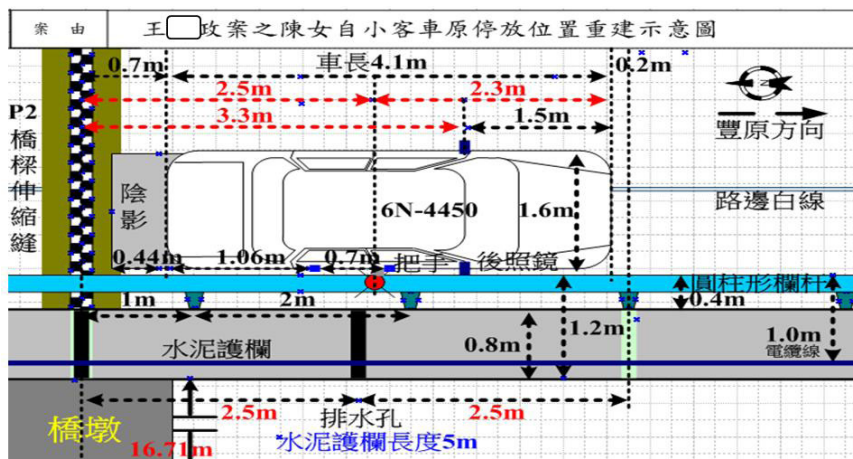 案由
王□政案之陳女自小客車原停放位置重建示意圖
0.7m
車長4.1m
0.2m
2.5m
2.3m
3.3m
1.5m
P2橋樑伸縮縫
豐原方向
陰影
6N-4450
1.6m
路邊白線
0.44m
1.06m
0.7m
把手
後照鏡
圓柱形欄杆
1m
2m
0.4m
1.2m
水泥護欄
0.8m
1.0m
電纜線
2.5m
排水孔
2.5m
橋墩
16.71m
水泥護欄長度5m